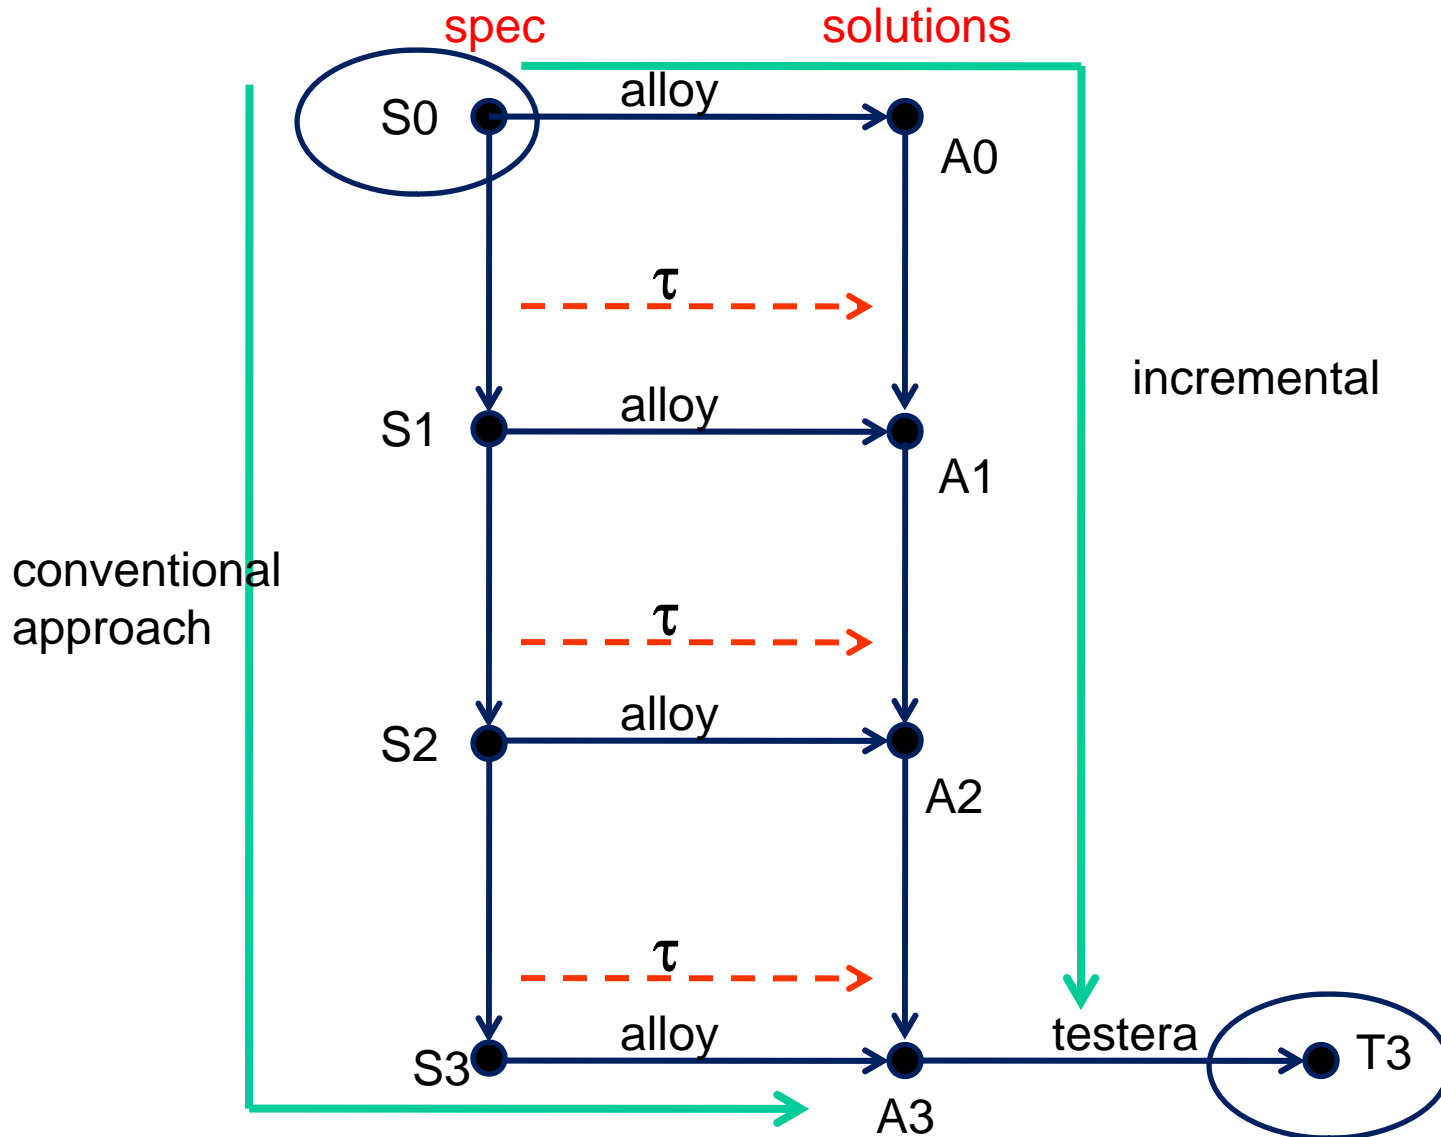 spec
solutions
alloy
S0
A0
τ
incremental
alloy
S1
A1
conventional
approach
τ
alloy
S2
A2
τ
alloy
testera
T3
S3
A3